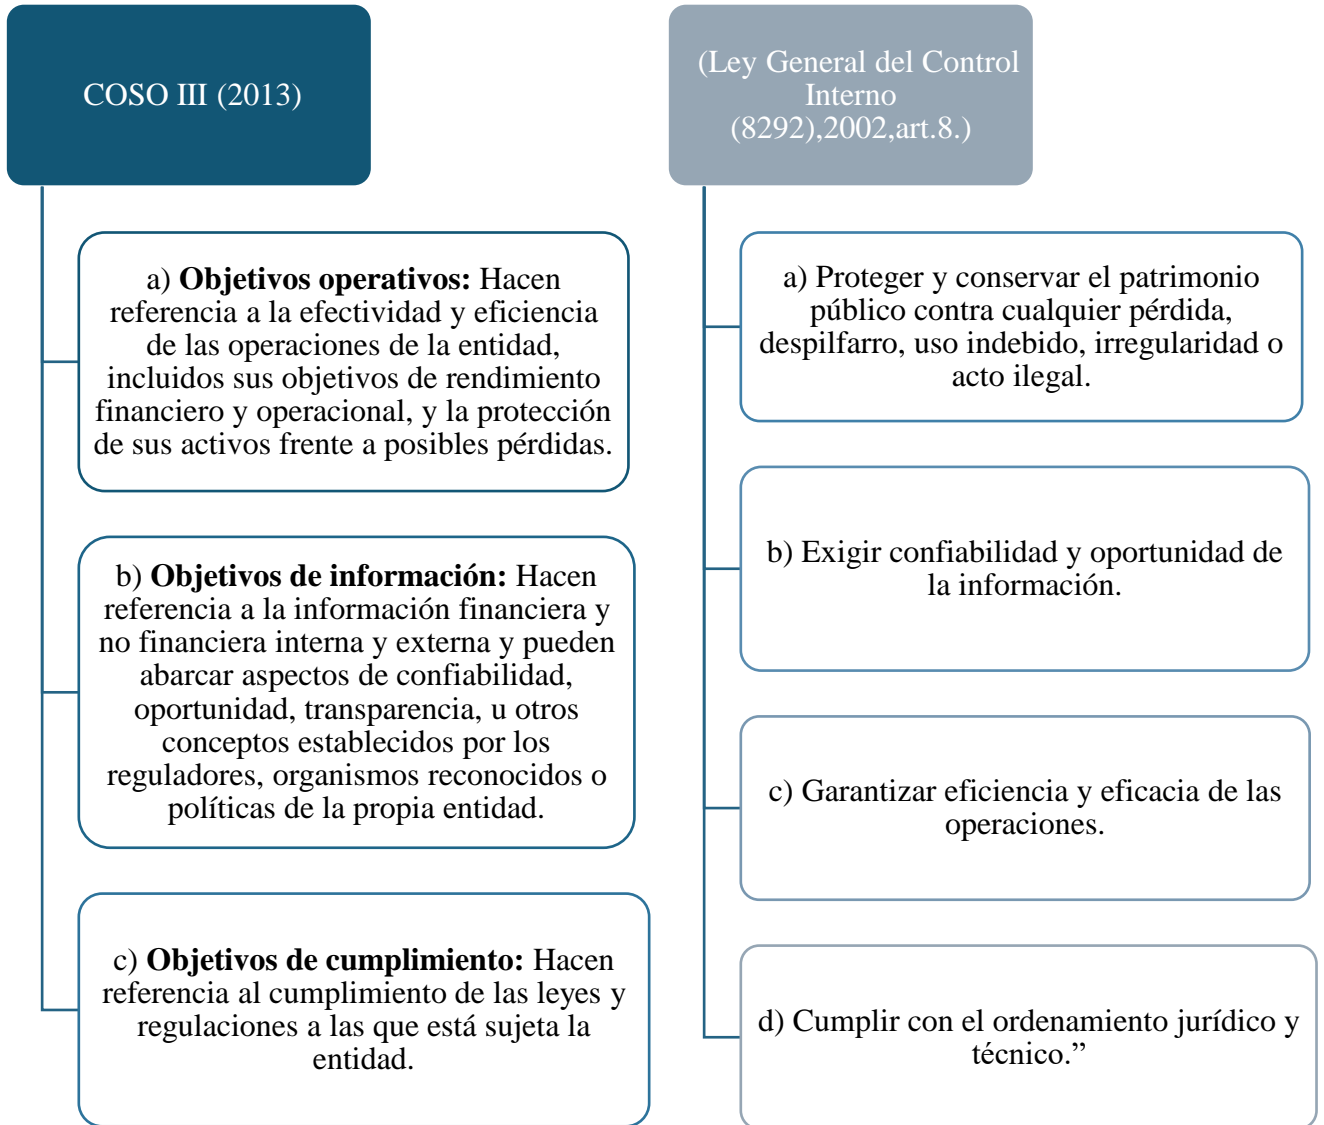 COSO III (2013)
a) Objetivos operativos: Hacen
referencia a la efectividad y eficiencia
de las operaciones de la entidad,
incluidos sus objetivos de rendimiento
financiero y operacional, y la protección
de sus activos frente a posibles pérdidas.
b) Objetivos de información: Hacen
referencia a la información financiera y
no financiera interna y externa y pueden
abarcar aspectos de confiabilidad,
oportunidad, transparencia, u otros
conceptos establecidos por los
reguladores, organismos reconocidos o
políticas de la propia entidad.
c) Objetivos de cumplimiento: Hacen
referencia al cumplimiento de las leyes y
regulaciones a las que está sujeta la
entidad.
(Ley General del Control
Interno
(8292),2002,art.8.)
a) Proteger y conservar el patrimonio
público contra cualquier pérdida,
despilfarro, uso indebido, irregularidad o
acto ilegal.
b) Exigir confiabilidad y oportunidad de
la información.
c) Garantizar eficiencia y eficacia de las
operaciones.
d) Cumplir con el ordenamiento jurídico y
técnico.”